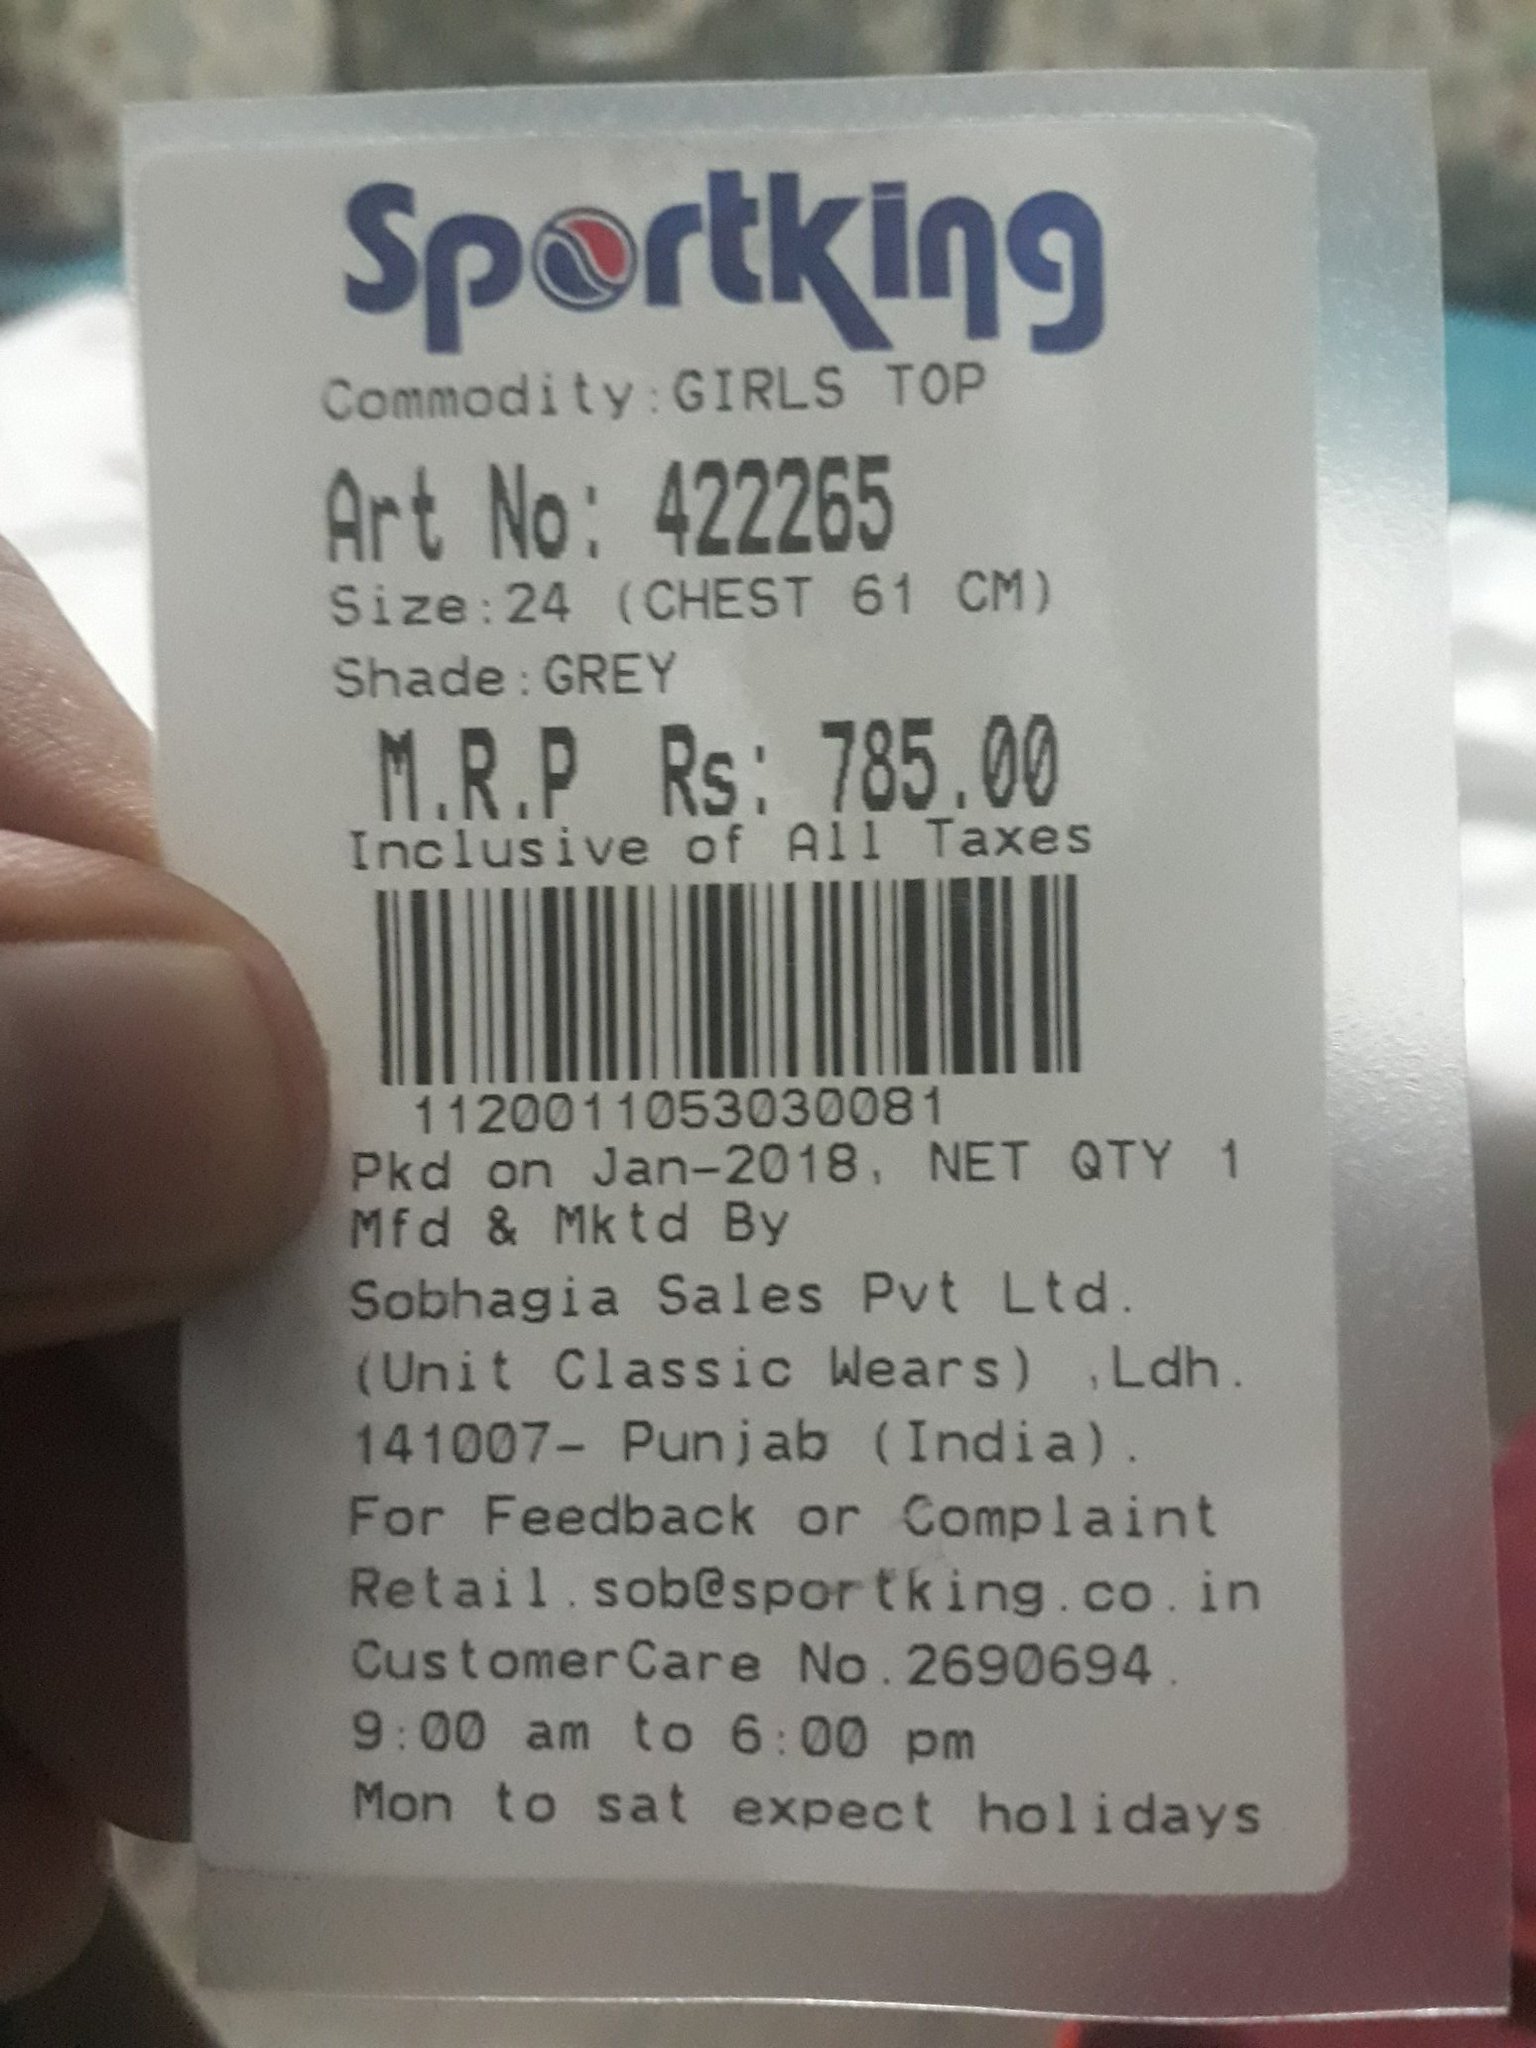 Sportking
Commodity:GIRLS TOP
Art No: 422265
Size:24 (CHEST 61 CM)
Shade:GREY
M.R.P Rs: 785.00
Inclusive of All Taxes
1120011053030081
Pkd on Jan-2018, NET QTY 1
Mfd & Mktd By
Sobhagia Sales Pvt Ltd.
(Unit Classic Wears) ,Ldh.
141007- Punjab (India).
For Feedback or Complaint
Retail.sob@sportking.co.in
CustomerCare No.2690694.
9:00 am to 6:00 pm
Mon to sat expect holidays